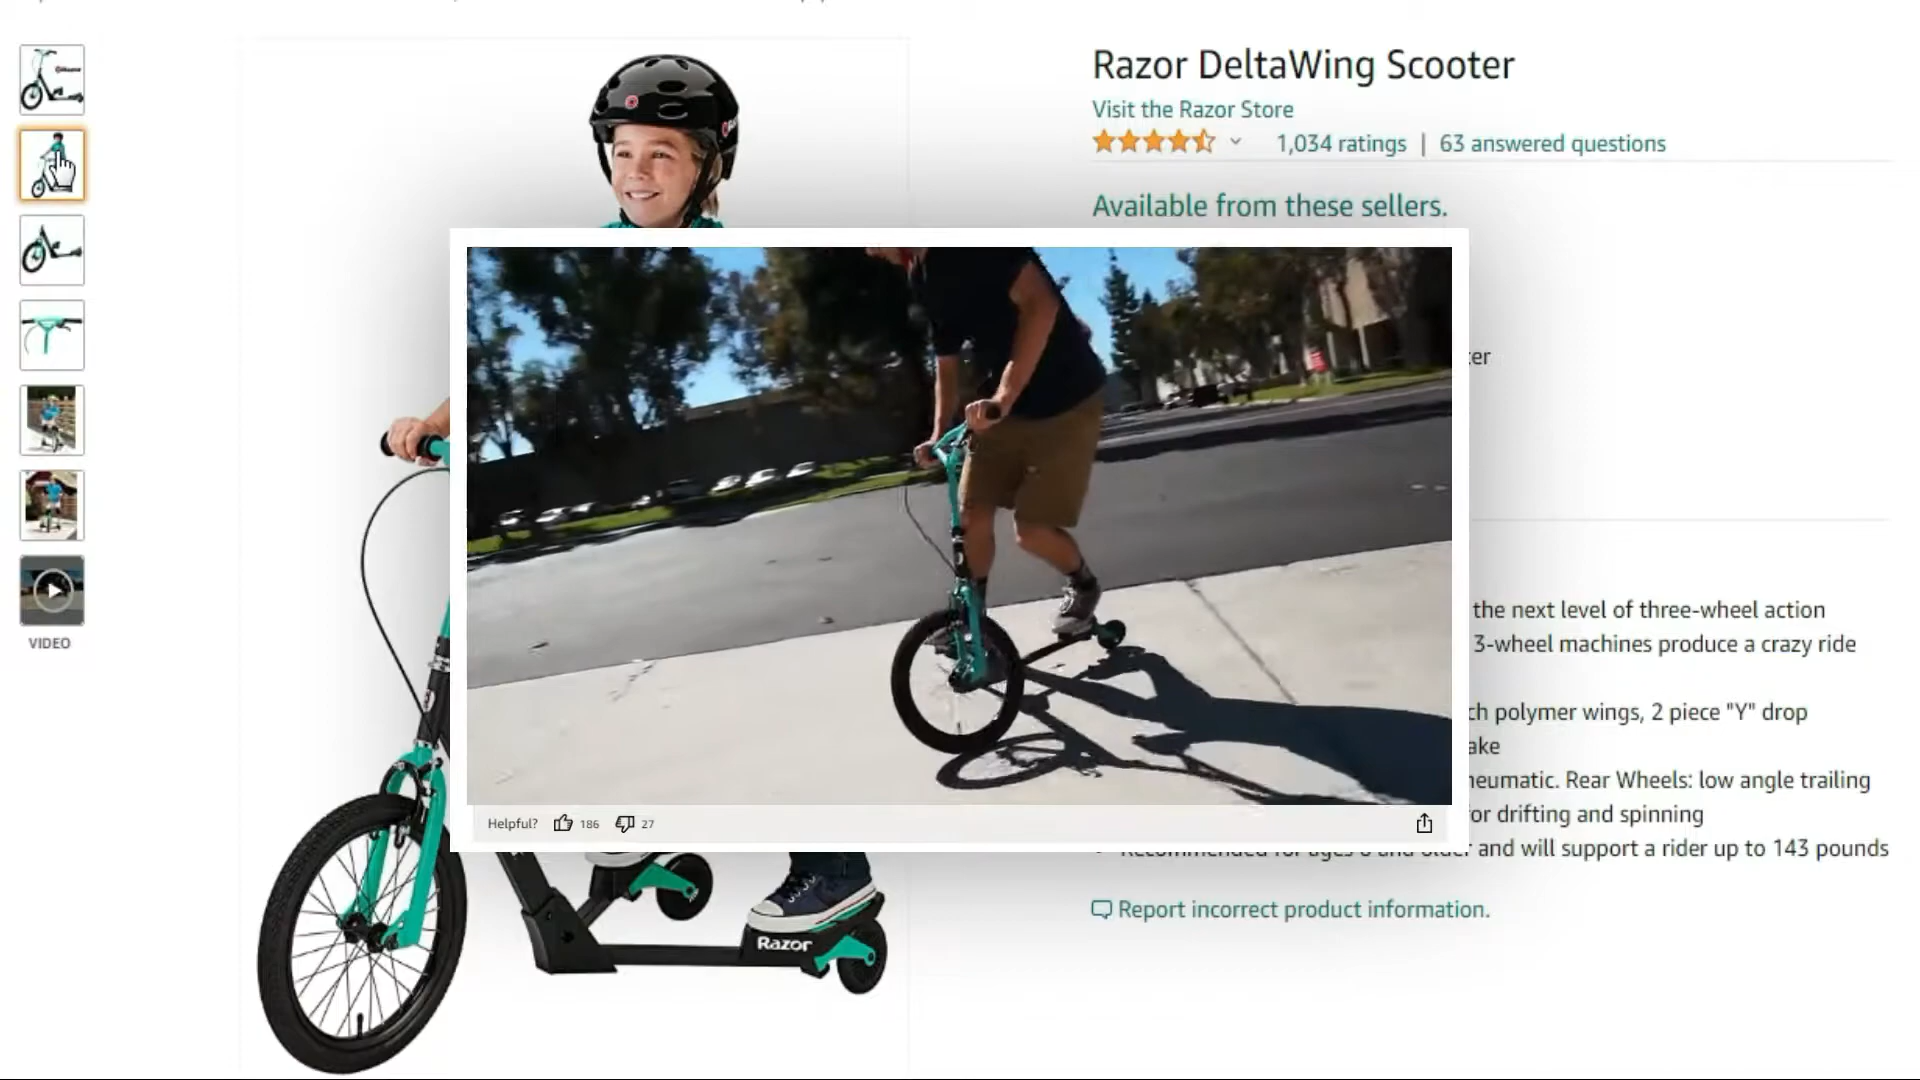 Razor DeltaWing Scooter
Visit the Razor Store
1,034 ratings | 63 answered questions
Available from these sellers.
ter
the next level of three-wheel action
3-wheel machines produce a crazy ride
ch polymer wings, 2 piece "Y" drop
ake
neumatic. Rear Wheels: low angle trailing
for drifting and spinning
and will support a rider up to 143 pounds
Report incorrect product information.
VIDEO
Helpful? 186 27
Razor